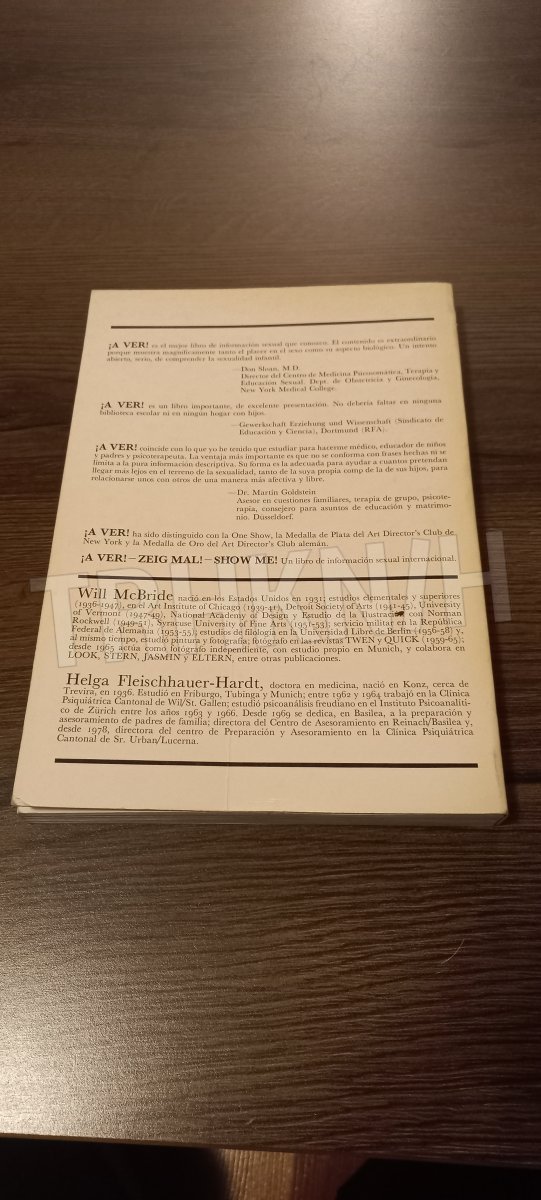 ¡A VER! es el mejor libro de información sexual que conozco. El contenido es extraordinario
porque muestra magníficamente tanto el placer en el sexo como su aspecto biológico. Un intento
abierto, serio, de comprender la sexualidad infantil.
—Don Sloan, M.D.
Director del Centro de Medicina Psicosomática, Terapia y
Educación Sexual. Dept. de Obstetricia y Ginecología,
New York Medical College.
¡A VER! es un libro importante, de excelente presentación. No debería faltar en ninguna
biblioteca escolar ni en ningún hogar con hijos.
—Gewerkschaft Erziehung und Wissenschaft (Sindicato
de Educación y Ciencia), Dortmund (RFA).
¡A VER! coincide con lo que yo he tenido que estudiar para hacerme médico, educador de niños
y padres y psicoterapeuta. La ventaja más importante es que no se conforma con frases hechas ni se
limita a la pura información descriptiva. Su forma es la adecuada para ayudar a cuantos pretendan
llegar más lejos en el terreno de la sexualidad, tanto de la suya propia como de la de sus hijos, para
relacionarse unos con otros de una manera más afectiva y libre.
—Dr. Martin Goldstein
Asesor en cuestiones familiares, terapia de grupo, psicote-
rapia, consejero para asuntos de educación y matrimo-
nio. Düsseldorf.
¡A VER! ha sido distinguido con la One Show, la Medalla de Plata del Art Director's Club de
New York y la Medalla de Oro del Art Director's Club alemán.
¡A VER!—ZEIG MAL!—SHOW ME! Un libro de información sexual internacional.
TRUKNAH
Will McBride nació en los Estados Unidos en 1931; estudios elementales y superiores
(1936-1947), en el Art Institute of Chicago (1939-41), Detroit Society of Arts (1941-45), University
of Vermont (1947-49), National Academy of Design y Estudio de la Ilustración con Norman
Rockwell (1949-51), Syracuse University of Fine Arts (1951-53); servicio militar en la República
Federal de Alemania (1953-55); estudios de filología en la Universidad Libre de Berlín (1956-58) y,
al mismo tiempo, estudió pintura y fotografía; fotógrafo en las revistas TWEN y QUICK (1959-65);
desde 1965 actúa como fotógrafo independiente, con estudio propio en Munich, y colabora en
LOOK, STERN, JASMIN y ELTERN, entre otras publicaciones.
Helga Fleischhauer-Hardt, doctora en medicina, nació en Konz, cerca de
Trevira, en 1936. Estudió en Friburgo, Tubinga y Munich; entre 1962 y 1964 trabajó en la Clínica
Psiquiátrica Cantonal de Wil/St. Gallen; estudió psicoanálisis freudiano en el Instituto Psicoanalíti-
co de Zürich entre los años 1963 y 1966. Desde 1969 se dedica, en Basilea, a la preparación y
asesoramiento de padres de familia; directora del Centro de Asesoramiento en Reinach/Basilea y,
desde 1978, directora del centro de Preparación y Asesoramiento en la Clínica Psiquiátrica
Cantonal de Sr. Urban/Lucerna.